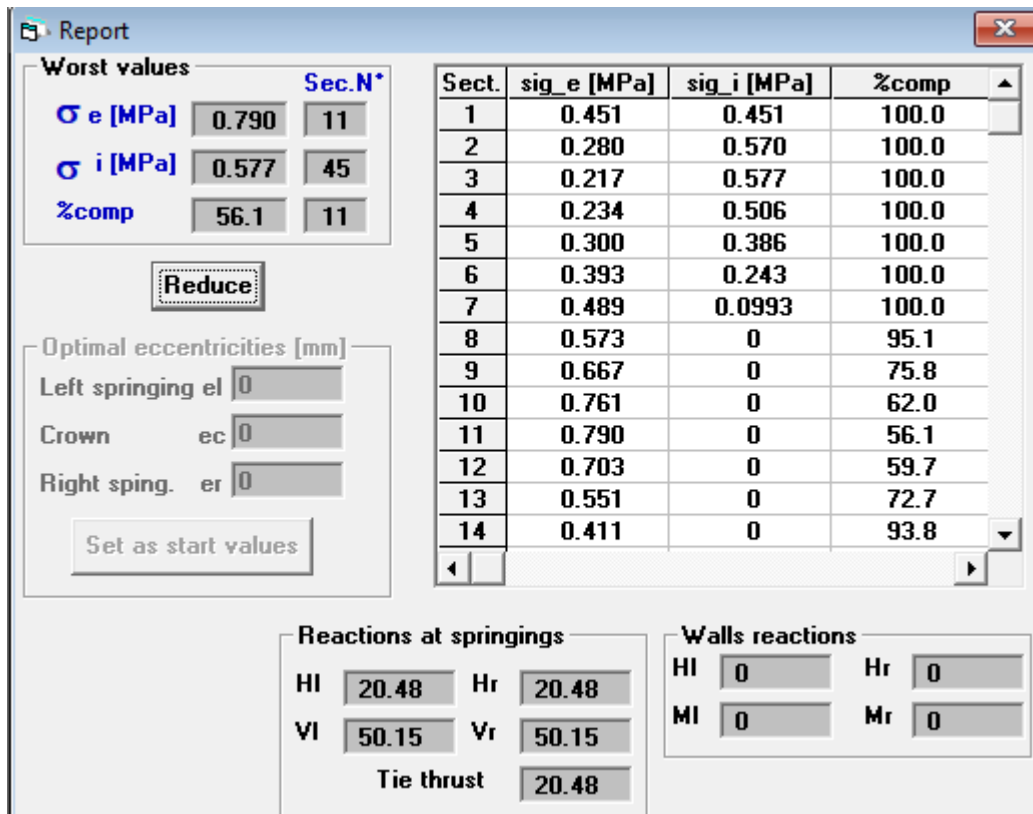 Report
Worst values
Sec.N°
σ e [MPa] 0.790 11
σ i [MPa] 0.577 45
%comp 56.1 11
Reduce
Optimal eccentricities [mm]
Left springing el 0
Crown ec 0
Right sping. er 0
Set as start values
Sect. sig_e [MPa] sig_i [MPa] %comp
1 0.451 0.451 100.0
2 0.280 0.570 100.0
3 0.217 0.577 100.0
4 0.234 0.506 100.0
5 0.300 0.386 100.0
6 0.393 0.243 100.0
7 0.489 0.0993 100.0
8 0.573 0 95.1
9 0.667 0 75.8
10 0.761 0 62.0
11 0.790 0 56.1
12 0.703 0 59.7
13 0.551 0 72.7
14 0.411 0 93.8
Reactions at springings
Hl 20.48 Hr 20.48
Vl 50.15 Vr 50.15
Tie thrust 20.48
Walls reactions
Hl 0 Hr 0
Ml 0 Mr 0